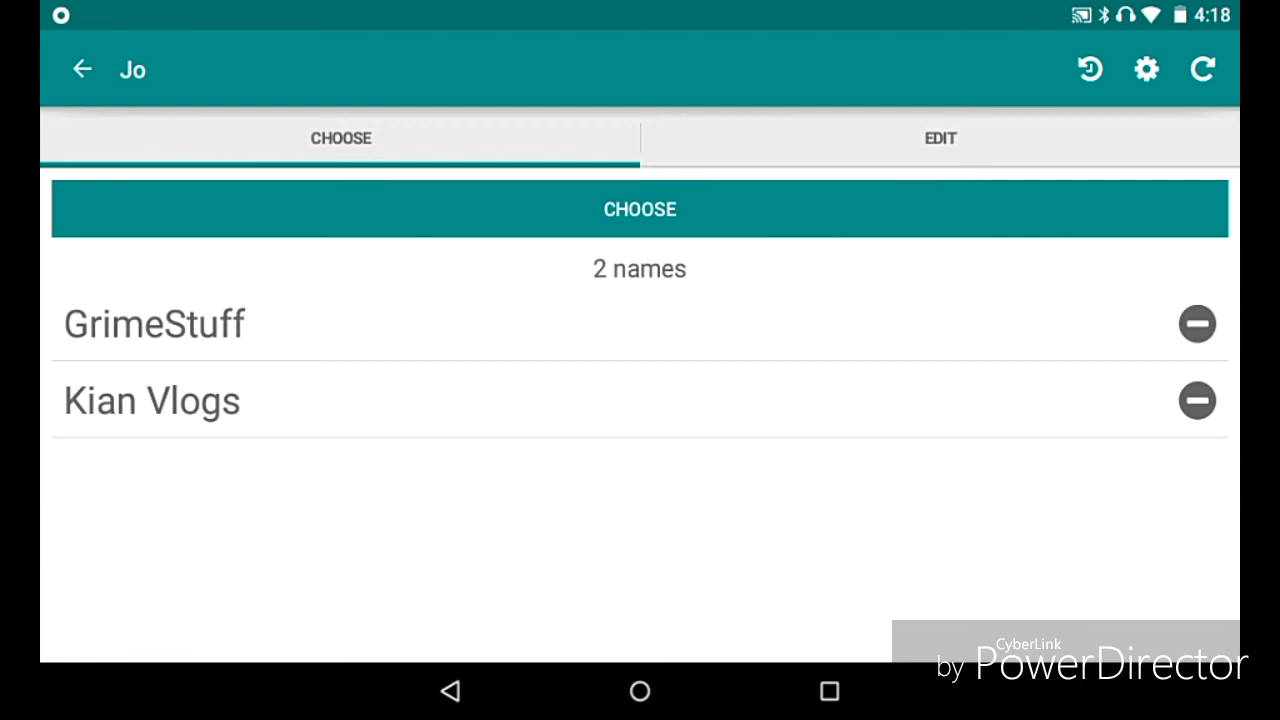 4:18
Jo
CHOOSE
EDIT
CHOOSE
2 names
GrimeStuff
Kian Vlogs
CyberLink
by PowerDirector